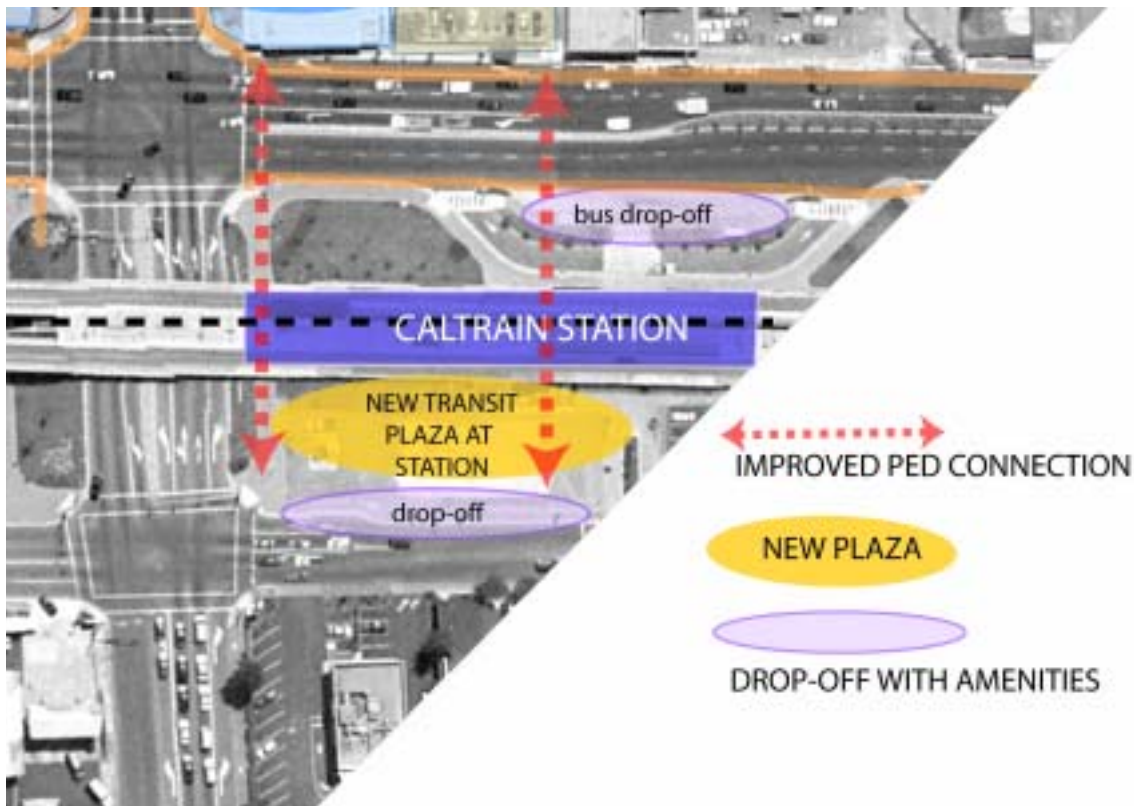 bus drop-off
CALTRAIN STATION
NEW TRANSIT
PLAZA AT
STATION
drop-off
IMPROVED PED CONNECTION
NEW PLAZA
DROP-OFF WITH AMENITIES